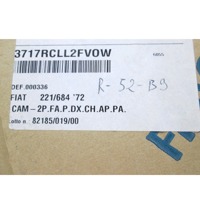 3717RCLL2FVOW
DEF.000336
R-52-B9
FIAT 221/684 '72
CAM-2P.FA.P.DX.CH.AP.PA.
Lotto n 82185/019/00